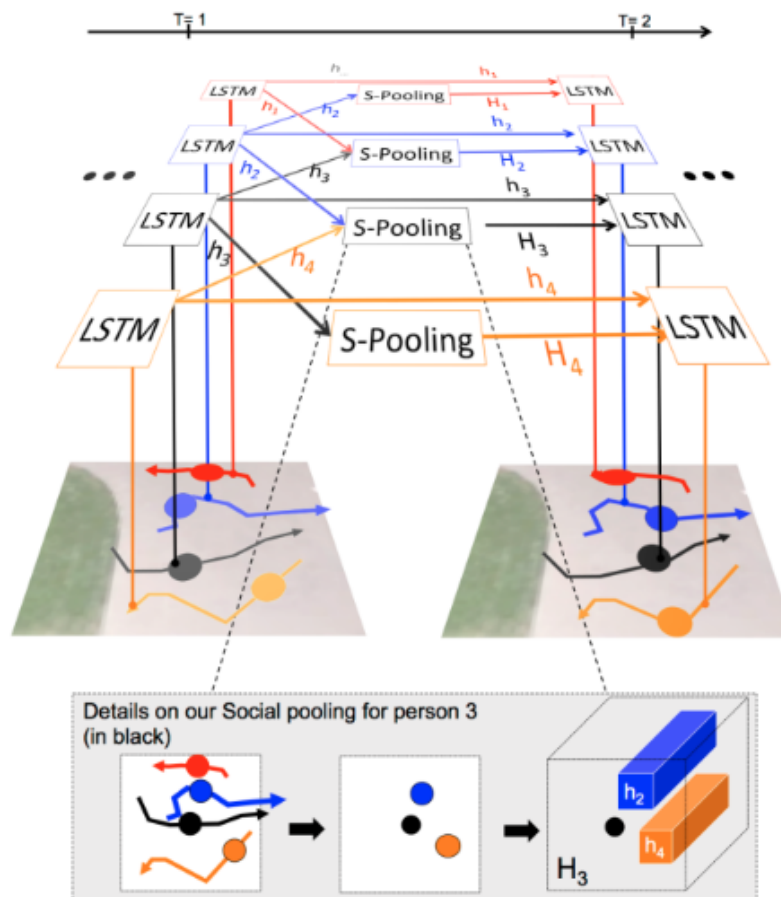 T= 1
T= 2
h_
h₁
LSTM
S-Pooling
H₁
LSTM
h₁
h₂
h₂
LSTM
S-Pooling
H₂
LSTM
h₂
h₃
h₃
LSTM
S-Pooling
H₃
LSTM
h₃
h₄
h₄
LSTM
S-Pooling
H₄
LSTM
Details on our Social pooling for person 3
(in black)
h₂
h₄
H₃